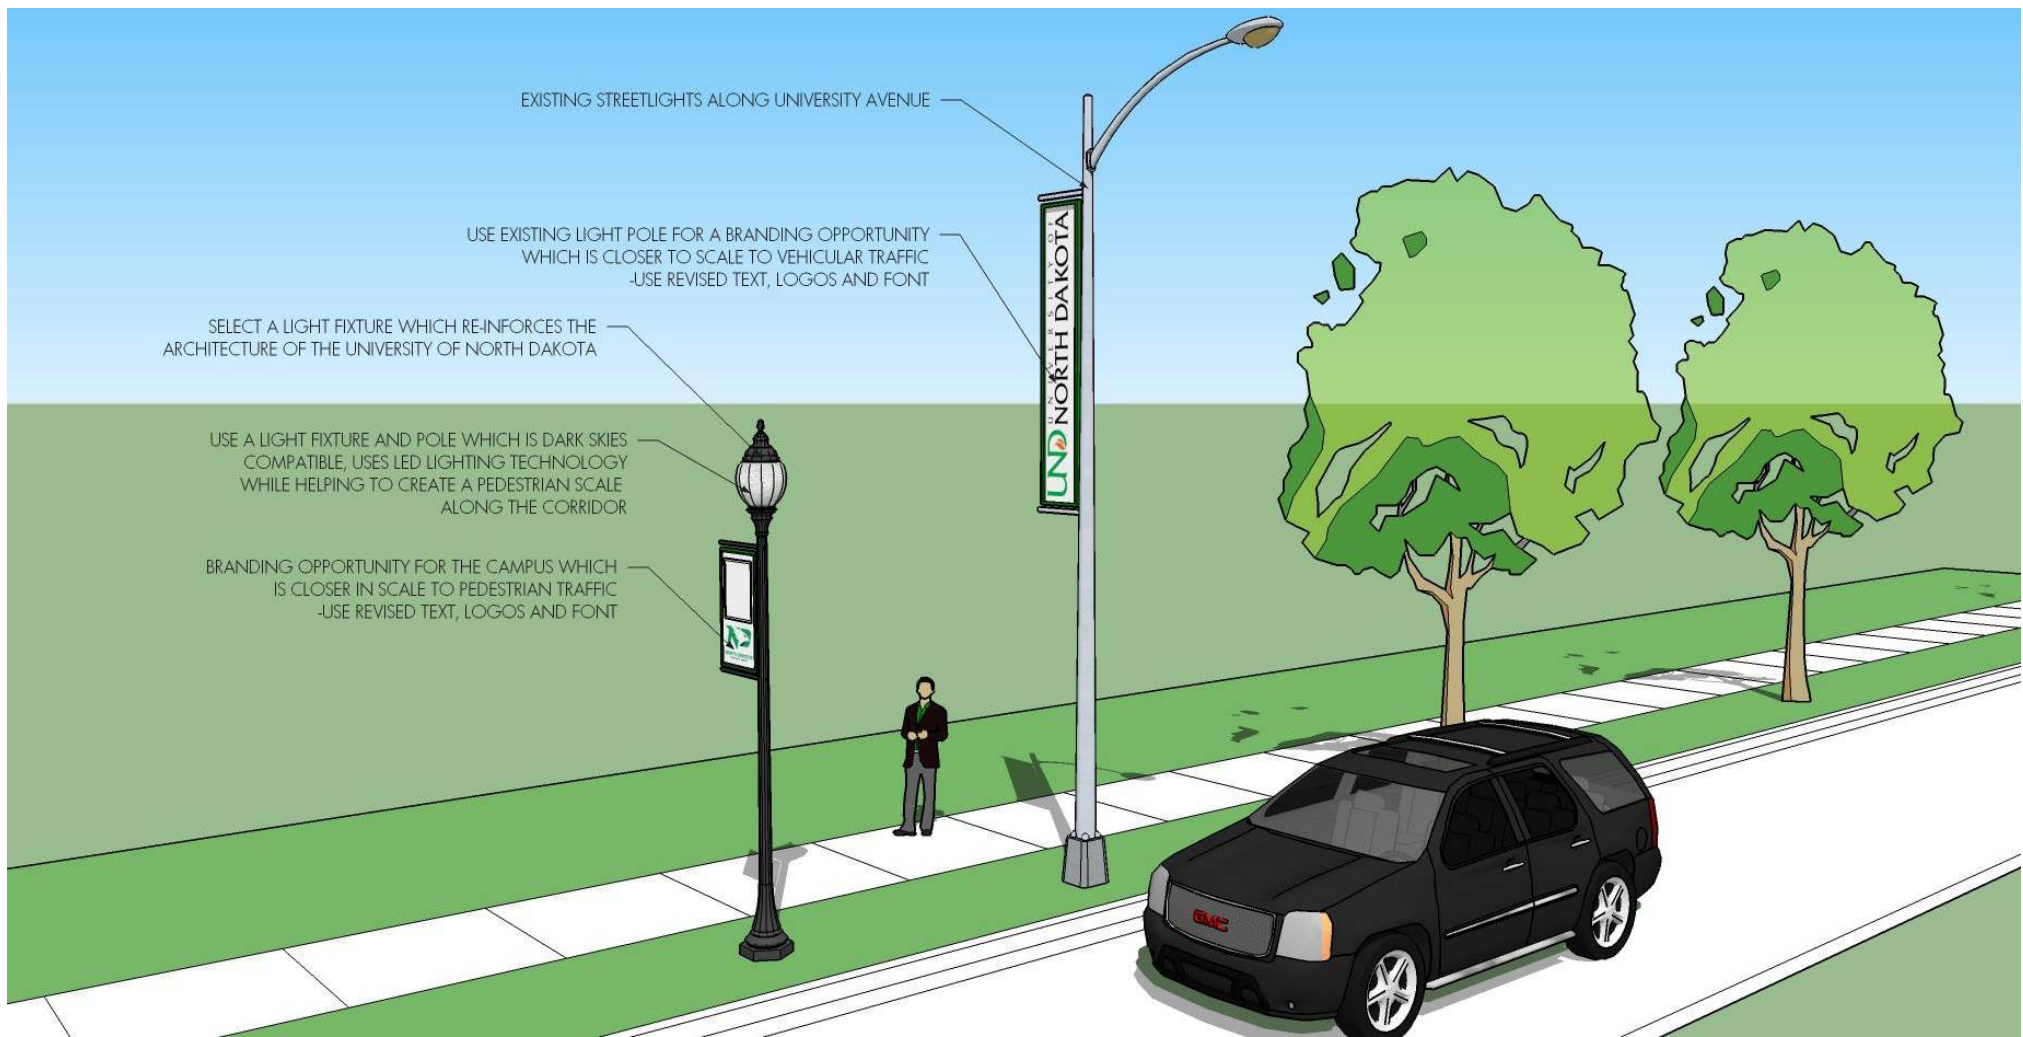 EXISTING STREETLIGHTS ALONG UNIVERSITY AVENUE
USE EXISTING LIGHT POLE FOR A BRANDING OPPORTUNITY
WHICH IS CLOSER TO SCALE TO VEHICULAR TRAFFIC
-USE REVISED TEXT, LOGOS AND FONT
SELECT A LIGHT FIXTURE WHICH RE-INFORCES THE
ARCHITECTURE OF THE UNIVERSITY OF NORTH DAKOTA
USE A LIGHT FIXTURE AND POLE WHICH IS DARK SKIES
COMPATIBLE, USES LED LIGHTING TECHNOLOGY
WHILE HELPING TO CREATE A PEDESTRIAN SCALE
ALONG THE CORRIDOR
BRANDING OPPORTUNITY FOR THE CAMPUS WHICH
IS CLOSER IN SCALE TO PEDESTRIAN TRAFFIC
-USE REVISED TEXT, LOGOS AND FONT
UND
UNIVERSITY OF
NORTH DAKOTA
GMC